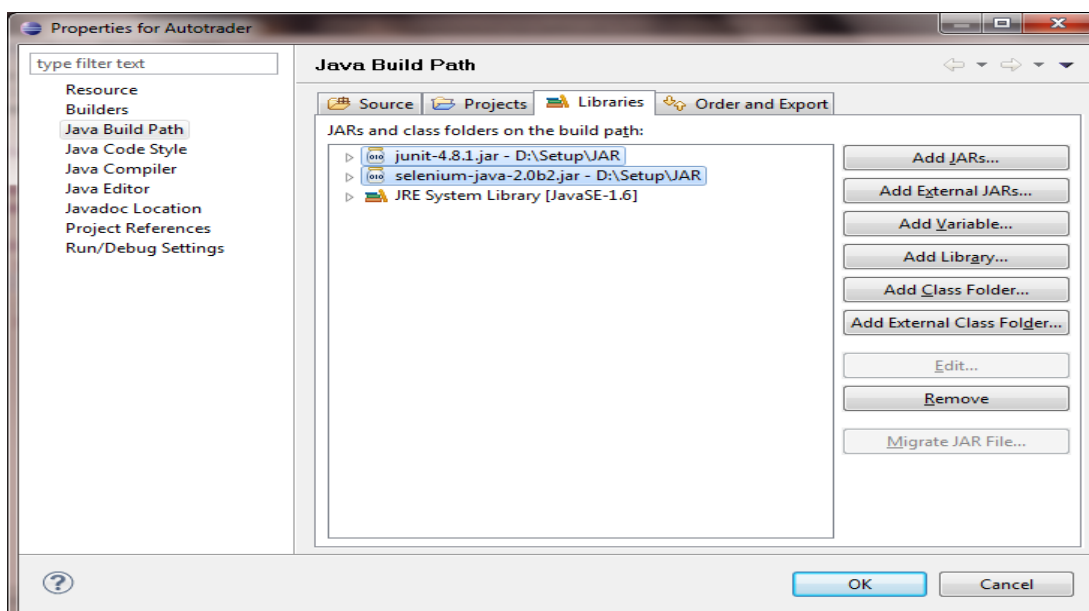 Properties for Autotrader
type filter text
Resource
Builders
Java Build Path
Java Code Style
Java Compiler
Java Editor
Javadoc Location
Project References
Run/Debug Settings
Java Build Path
Source Projects Libraries Order and Export
JARs and class folders on the build path:
junit-4.8.1.jar - D:\Setup\JAR
selenium-java-2.0b2.jar - D:\Setup\JAR
JRE System Library [JavaSE-1.6]
Add JARs...
Add External JARs...
Add Variable...
Add Library...
Add Class Folder...
Add External Class Folder...
Edit...
Remove
Migrate JAR File...
OK Cancel